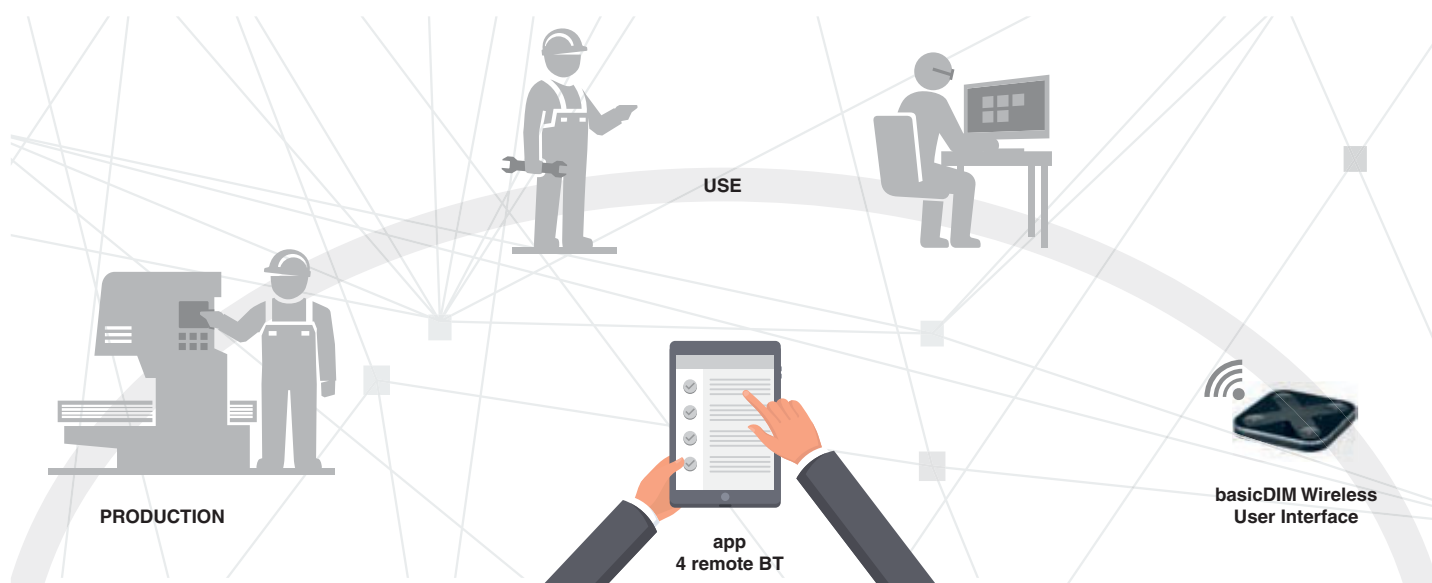 USE
PRODUCTION
app
4 remote BT
basicDIM Wireless
User Interface